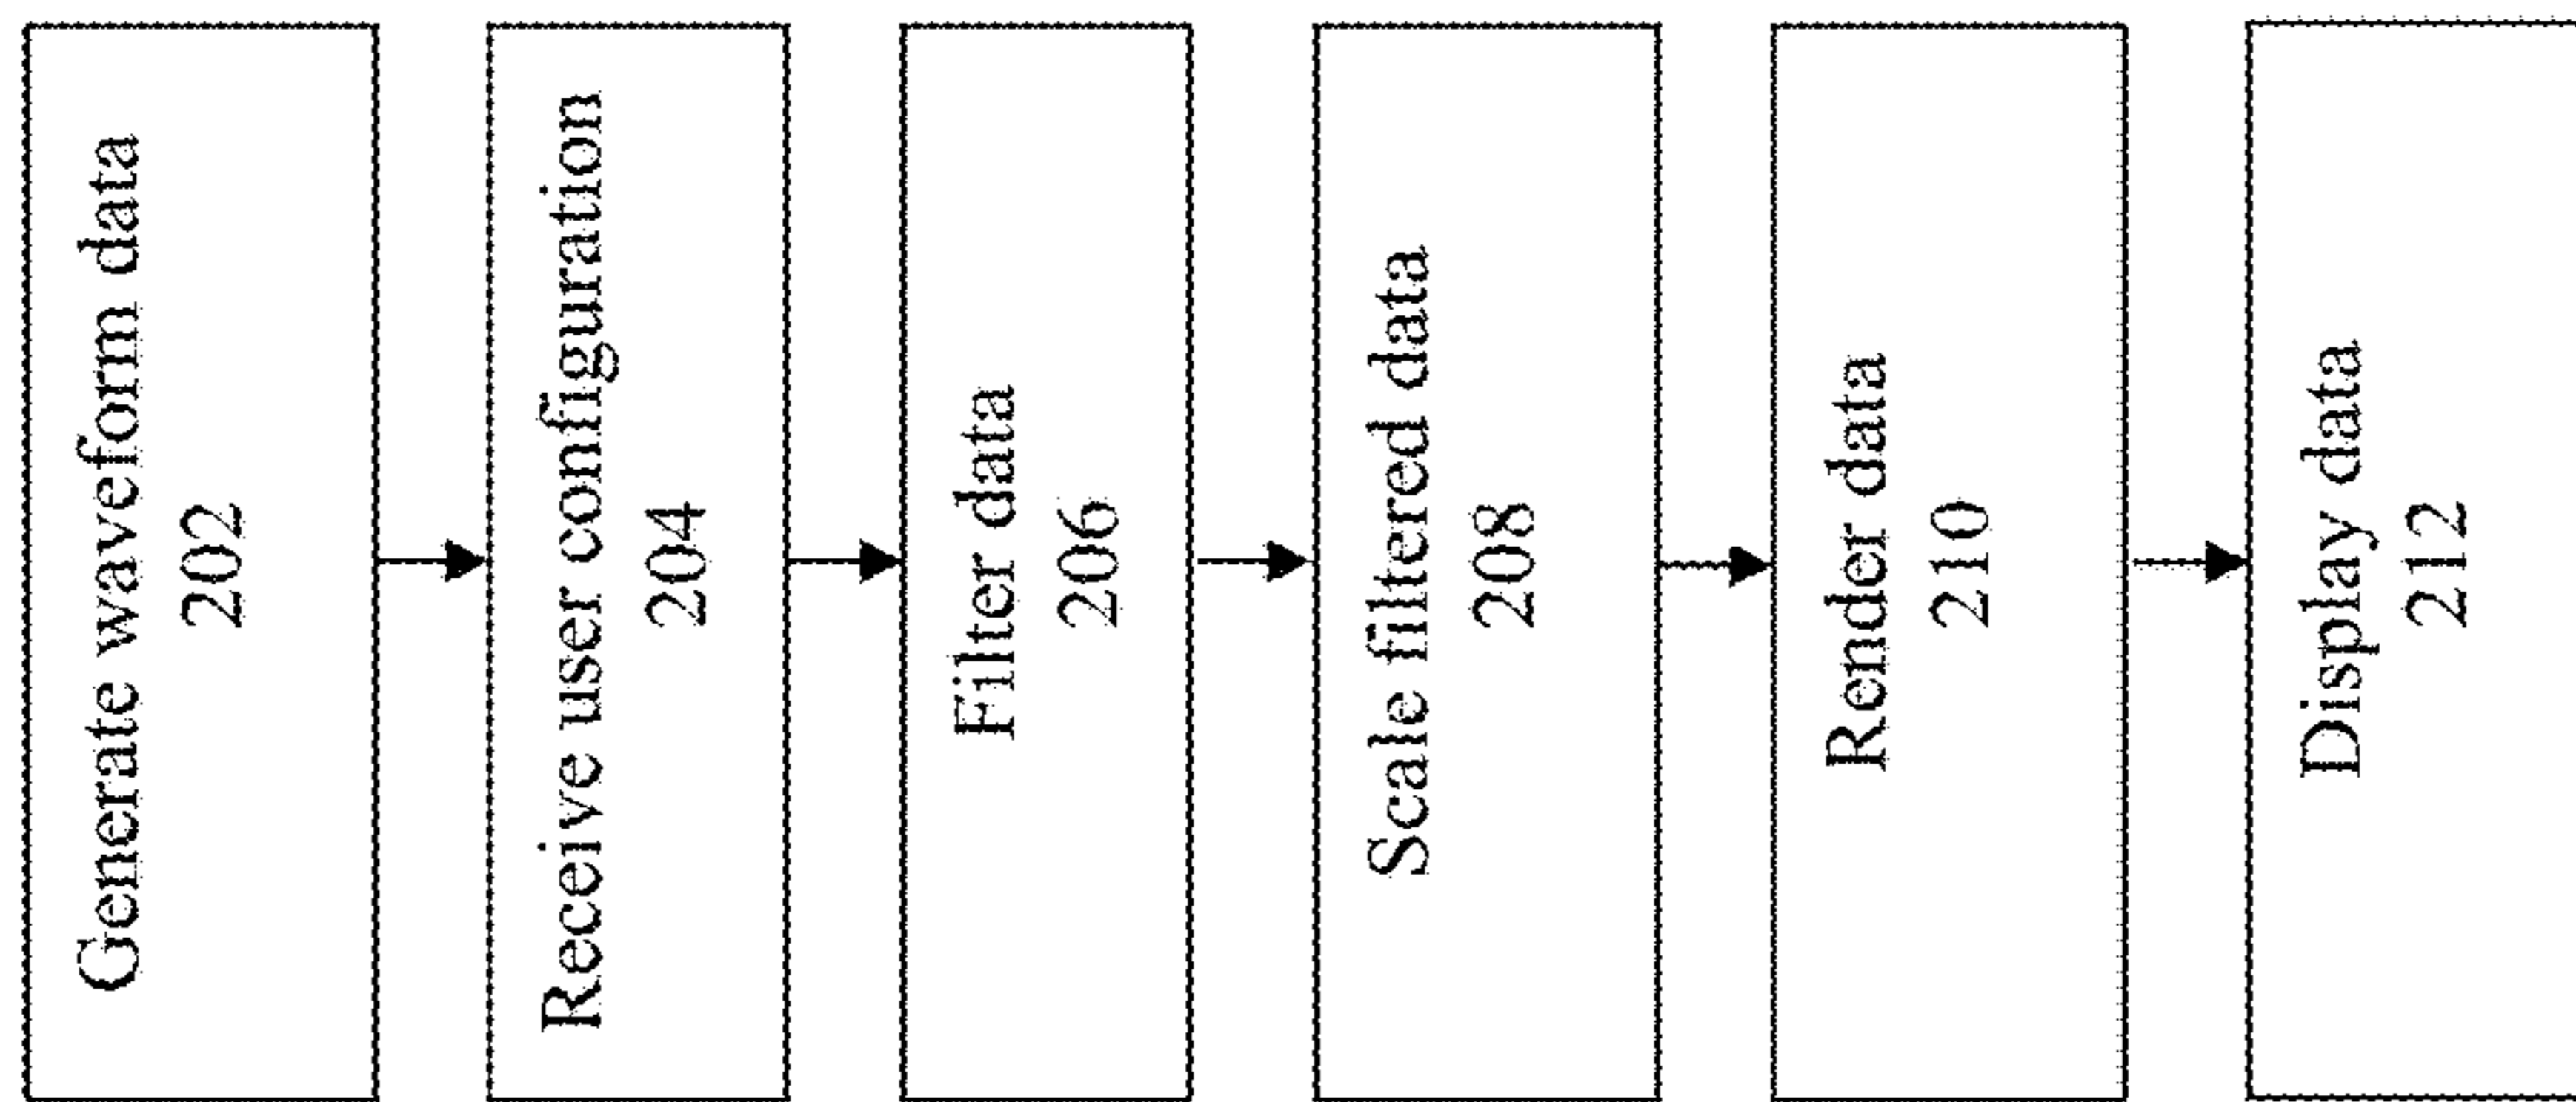 Generate waveform data
202
Receive user configuration
204
Filter data
206
Scale filtered data
208
Render data
210
Display data
212